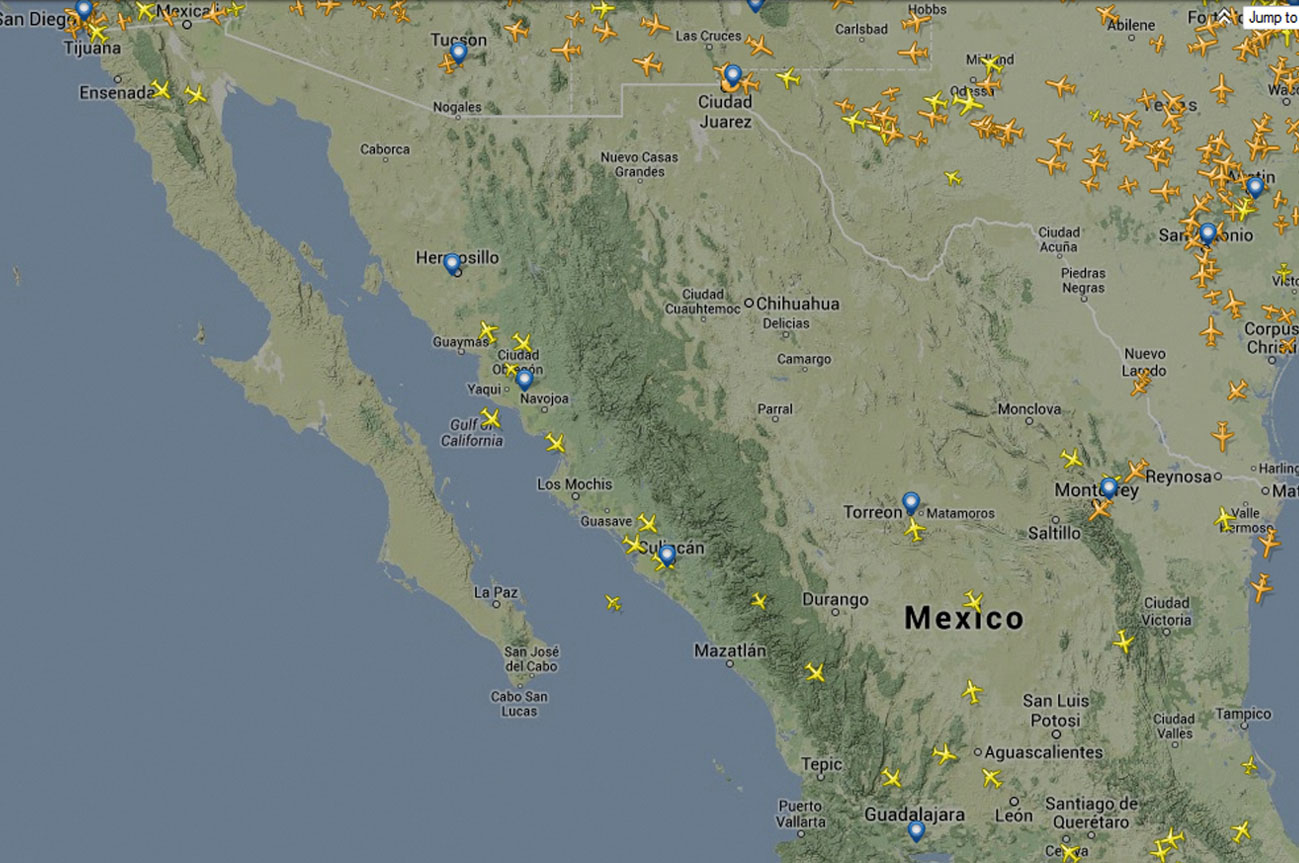 San Diego
Mexicali
Hobbs
Fort
Jump to
Tijuana
Tucson
Las Cruces
Carlsbad
Abilene
Midland
Ensenada
Odessa
Waco
Nogales
Ciudad
Juarez
Texas
Caborca
Nuevo Casas
Grandes
Austin
Hermosillo
Ciudad
Acuña
San Antonio
Piedras
Negras
Victo
Ciudad
Cuauhtemoc
Chihuahua
Delicias
Corpus
Christi
Guaymas
Ciudad
Obregón
Camargo
Nuevo
Laredo
Yaqui
Navojoa
Parral
Monclova
Gulf of
California
Los Mochis
Monterrey
Reynosa
Harling
Mat
Guasave
Torreon
Matamoros
Valle
Hermoso
Saltillo
Culiacán
La Paz
Durango
Mexico
Ciudad
Victoria
San José
del Cabo
Mazatlán
Cabo San
Lucas
San Luis
Potosi
Ciudad
Valles
Tampico
Aguascalientes
Tepic
Puerto
Vallarta
Guadalajara
León
Santiago de
Querétaro